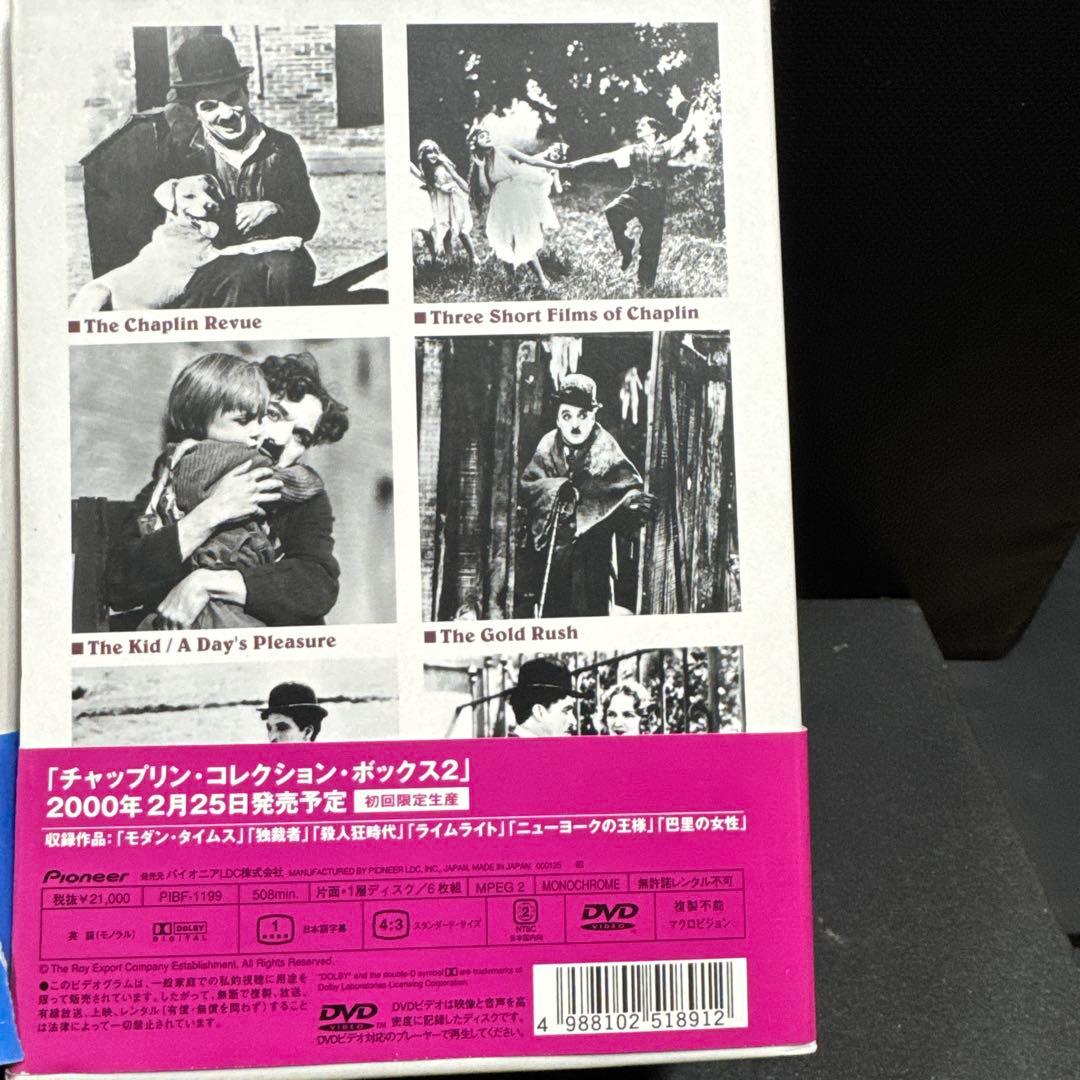 ■The Chaplin Revue
■Three Short Films of Chaplin
■The Kid / A Day's Pleasure
■The Gold Rush
「チャップリン・コレクション・ボックス2」
2000年2月25日発売予定 初回限定生産
収録作品:「モダン・タイムス」「独裁者」「殺人狂時代」「ライムライト」「ニューヨークの王様」「巴里の女性」
Pioneer 発売元 パイオニアLDC株式会社 MANUFACTURED BY PIONEER LDC, INC., JAPAN, MADE IN JAPAN 000125
税抜¥21,000 PIBF-1199 508min. 片面・1層ディスク/6枚組 MPEG 2 MONOCHROME 無許諾レンタル不可
英語(モノラル) DOLBY DIGITAL 1 日本語字幕 4:3 スタンダード・サイズ 2 NTSC 日本国内向 DVD VIDEO 複製不能 マクロビジョン
© The Roy Export Company Establishment. All Rights Reserved.
●このビデオグラムは、一般家庭での私的視聴に用途を
限って販売されています。したがって、無断で複製、放送、
有線放送、上映、レンタル(有償・無償を問わず)すること
は法律によって一切禁止されています。
"DOLBY" and the double-D symbol are trademarks of
Dolby Laboratories Licensing Corporation.
DVD VIDEO TM DVDビデオは映像と音声を高
密度に記録したディスクです。
DVDビデオ対応のプレーヤーで再生してください。
4 988102 518912